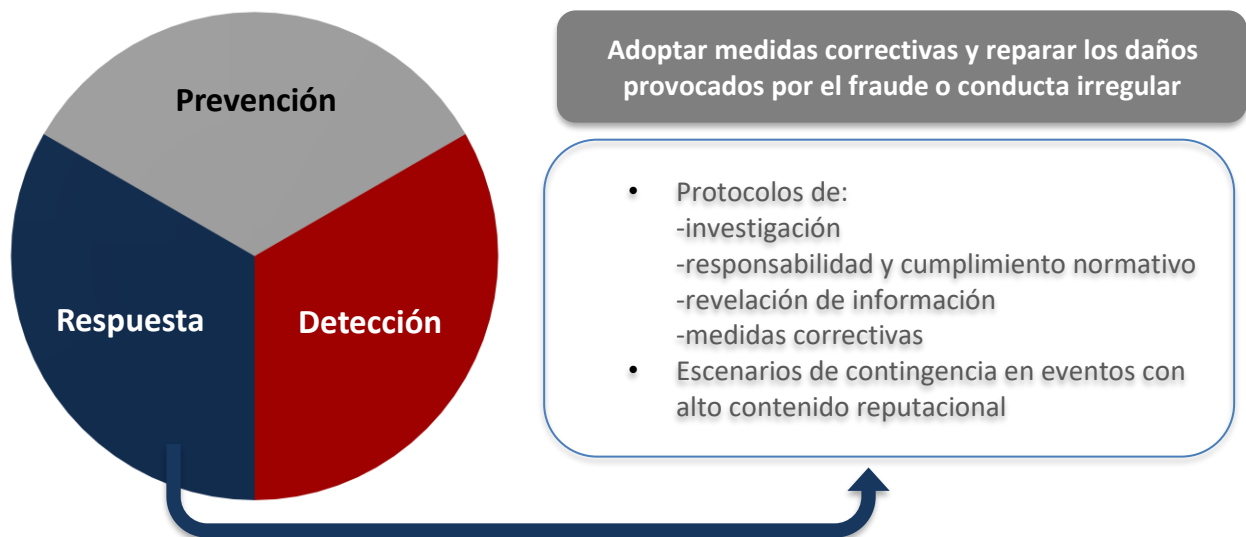 Prevención
Respuesta
Detección
Adoptar medidas correctivas y reparar los daños
provocados por el fraude o conducta irregular
• Protocolos de:
-investigación
-responsabilidad y cumplimiento normativo
-revelación de información
-medidas correctivas
• Escenarios de contingencia en eventos con
alto contenido reputacional